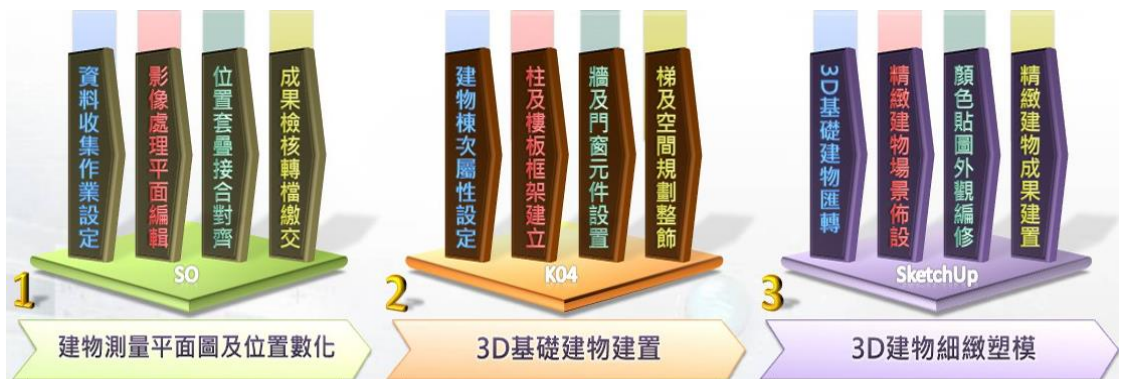 資料收集作業設定
影像處理平面編輯
位置套疊接合對齊
成果檢核轉檔繳交
SO
1
建物測量平面圖及位置數化
建物棟次屬性設定
柱及樓板框架建立
牆及門窗元件設置
梯及空間規劃整飾
K04
2
3D基礎建物建置
3D基礎建物匯轉
精緻建物場景佈設
顏色貼圖外觀編修
精緻建物成果建置
SketchUp
3
3D建物細緻塑模